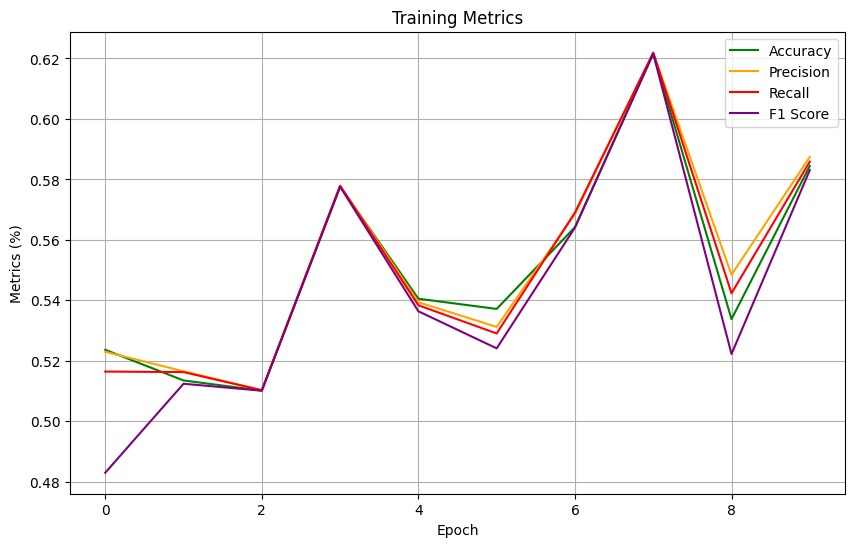 Training Metrics
Accuracy
Precision
Recall
F1 Score
Metrics (%)
0.62
0.60
0.58
0.56
0.54
0.52
0.50
0.48
0 2 4 6 8
Epoch